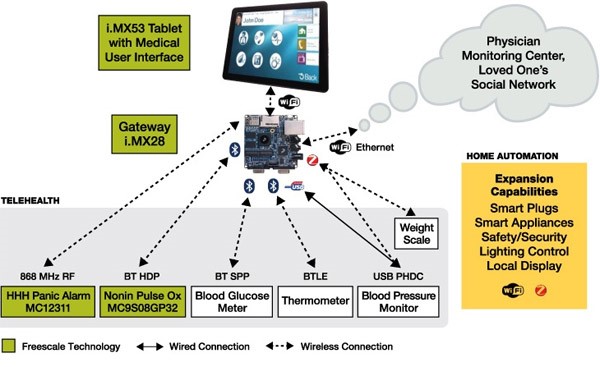 i.MX53 Tablet
with Medical
User Interface
John Doe
Back
Physician
Monitoring Center,
Loved One's
Social Network
WiFi
Gateway
i.MX28
WiFi Ethernet
Z
USB
HOME AUTOMATION
Expansion
Capabilities
Smart Plugs
Smart Appliances
Safety/Security
Lighting Control
Local Display
WiFi Z
TELEHEALTH
Weight
Scale
868 MHz RF
HHH Panic Alarm
MC12311
BT HDP
Nonin Pulse Ox
MC9S08GP32
BT SPP
Blood Glucose
Meter
BTLE
Thermometer
USB PHDC
Blood Pressure
Monitor
Freescale Technology
Wired Connection
Wireless Connection